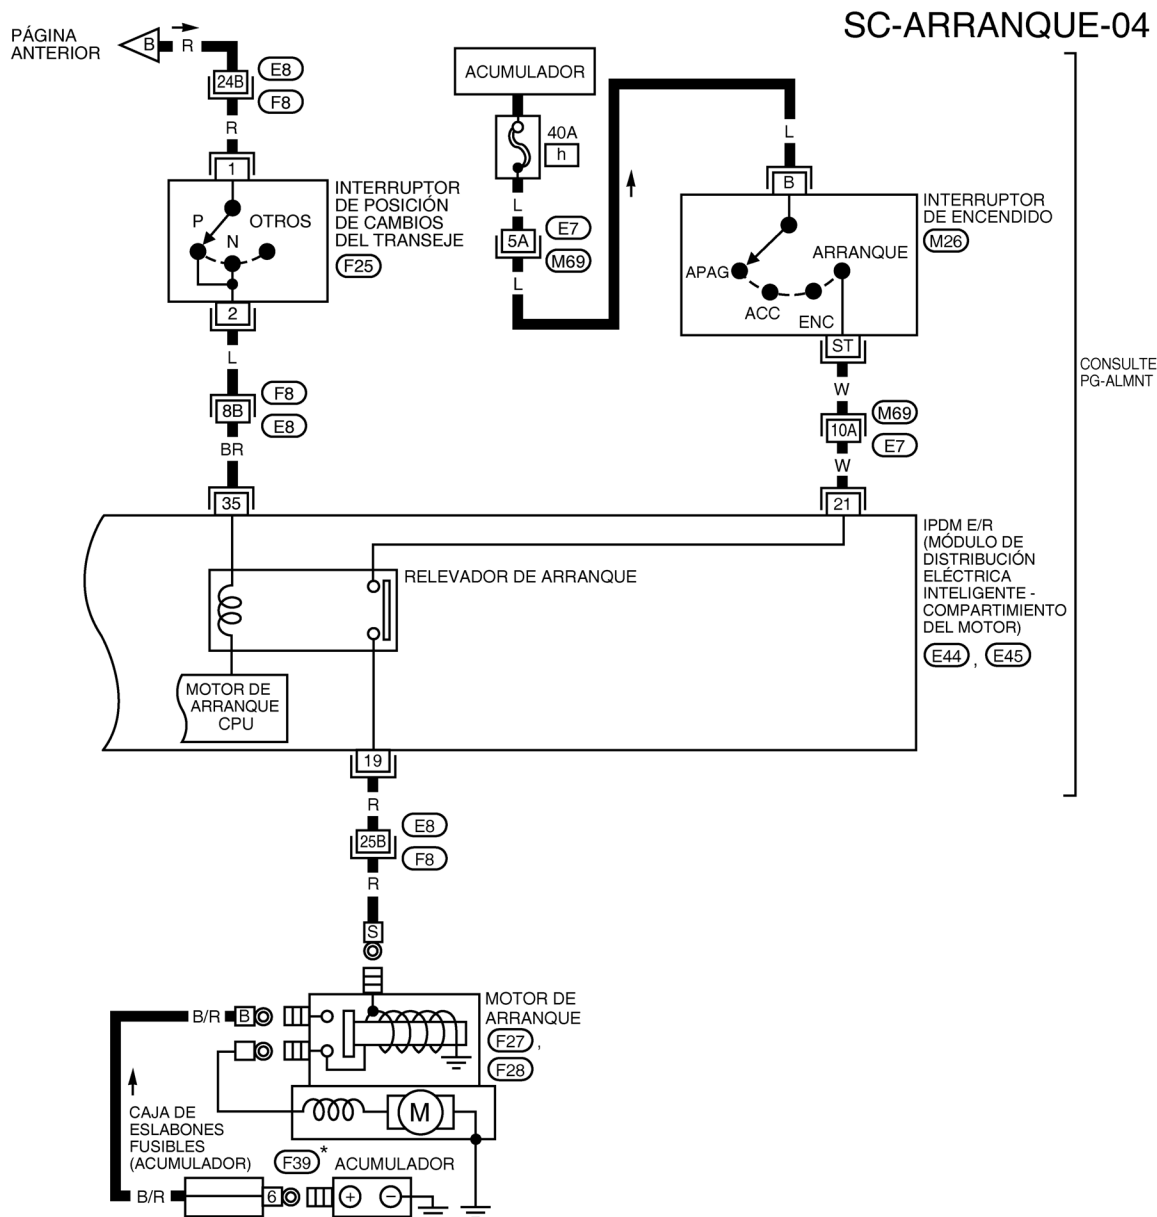 SC-ARRANQUE-04
PÁGINA
ANTERIOR
B
R
24B
E8
F8
R
1
INTERRUPTOR
DE POSICIÓN
DE CAMBIOS
DEL TRANSEJE
F25
P
OTROS
N
2
L
8B
F8
E8
BR
35
ACUMULADOR
40A
h
L
5A
E7
M69
L
L
B
INTERRUPTOR
DE ENCENDIDO
M26
ARRANQUE
APAG
ACC
ENC
ST
W
10A
M69
E7
W
21
CONSULTE
PG-ALMNT
IPDM E/R
(MÓDULO DE
DISTRIBUCIÓN
ELÉCTRICA
INTELIGENTE -
COMPARTIMIENTO
DEL MOTOR)
E44 , E45
RELEVADOR DE ARRANQUE
MOTOR DE
ARRANQUE
CPU
19
R
25B
E8
F8
R
S
MOTOR DE
ARRANQUE
F27 ,
F28
B/R
B
M
CAJA DE
ESLABONES
FUSIBLES
(ACUMULADOR)
F39 *
ACUMULADOR
B/R
6
+
−